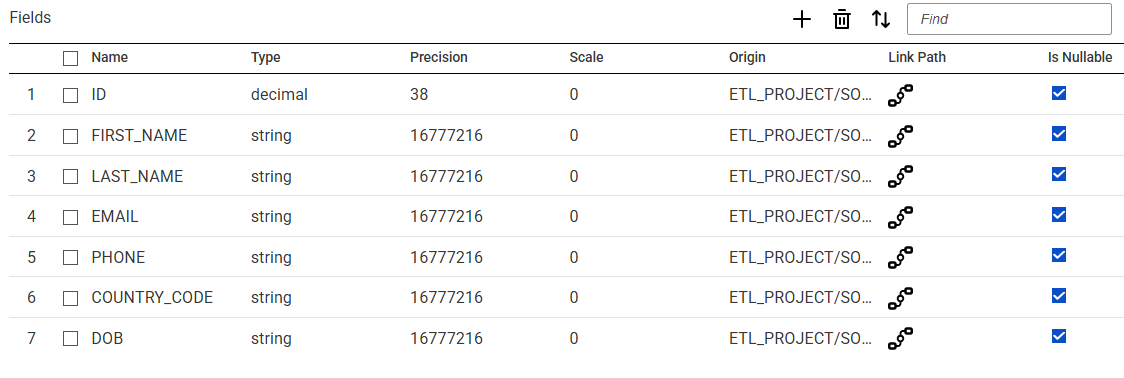 Fields
Find
Name Type Precision Scale Origin Link Path Is Nullable
1 ID decimal 38 0 ETL_PROJECT/SO...
2 FIRST_NAME string 16777216 0 ETL_PROJECT/SO...
3 LAST_NAME string 16777216 0 ETL_PROJECT/SO...
4 EMAIL string 16777216 0 ETL_PROJECT/SO...
5 PHONE string 16777216 0 ETL_PROJECT/SO...
6 COUNTRY_CODE string 16777216 0 ETL_PROJECT/SO...
7 DOB string 16777216 0 ETL_PROJECT/SO...